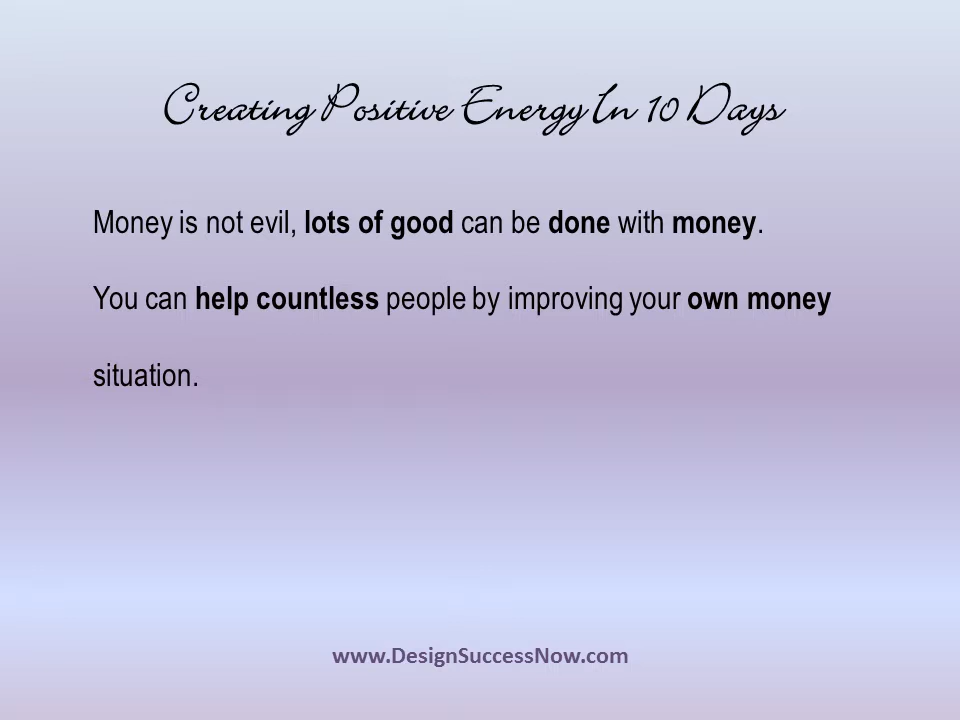 Creating Positive Energy In 10 Days
Money is not evil, lots of good can be done with money.
You can help countless people by improving your own money
situation.
www.DesignSuccessNow.com